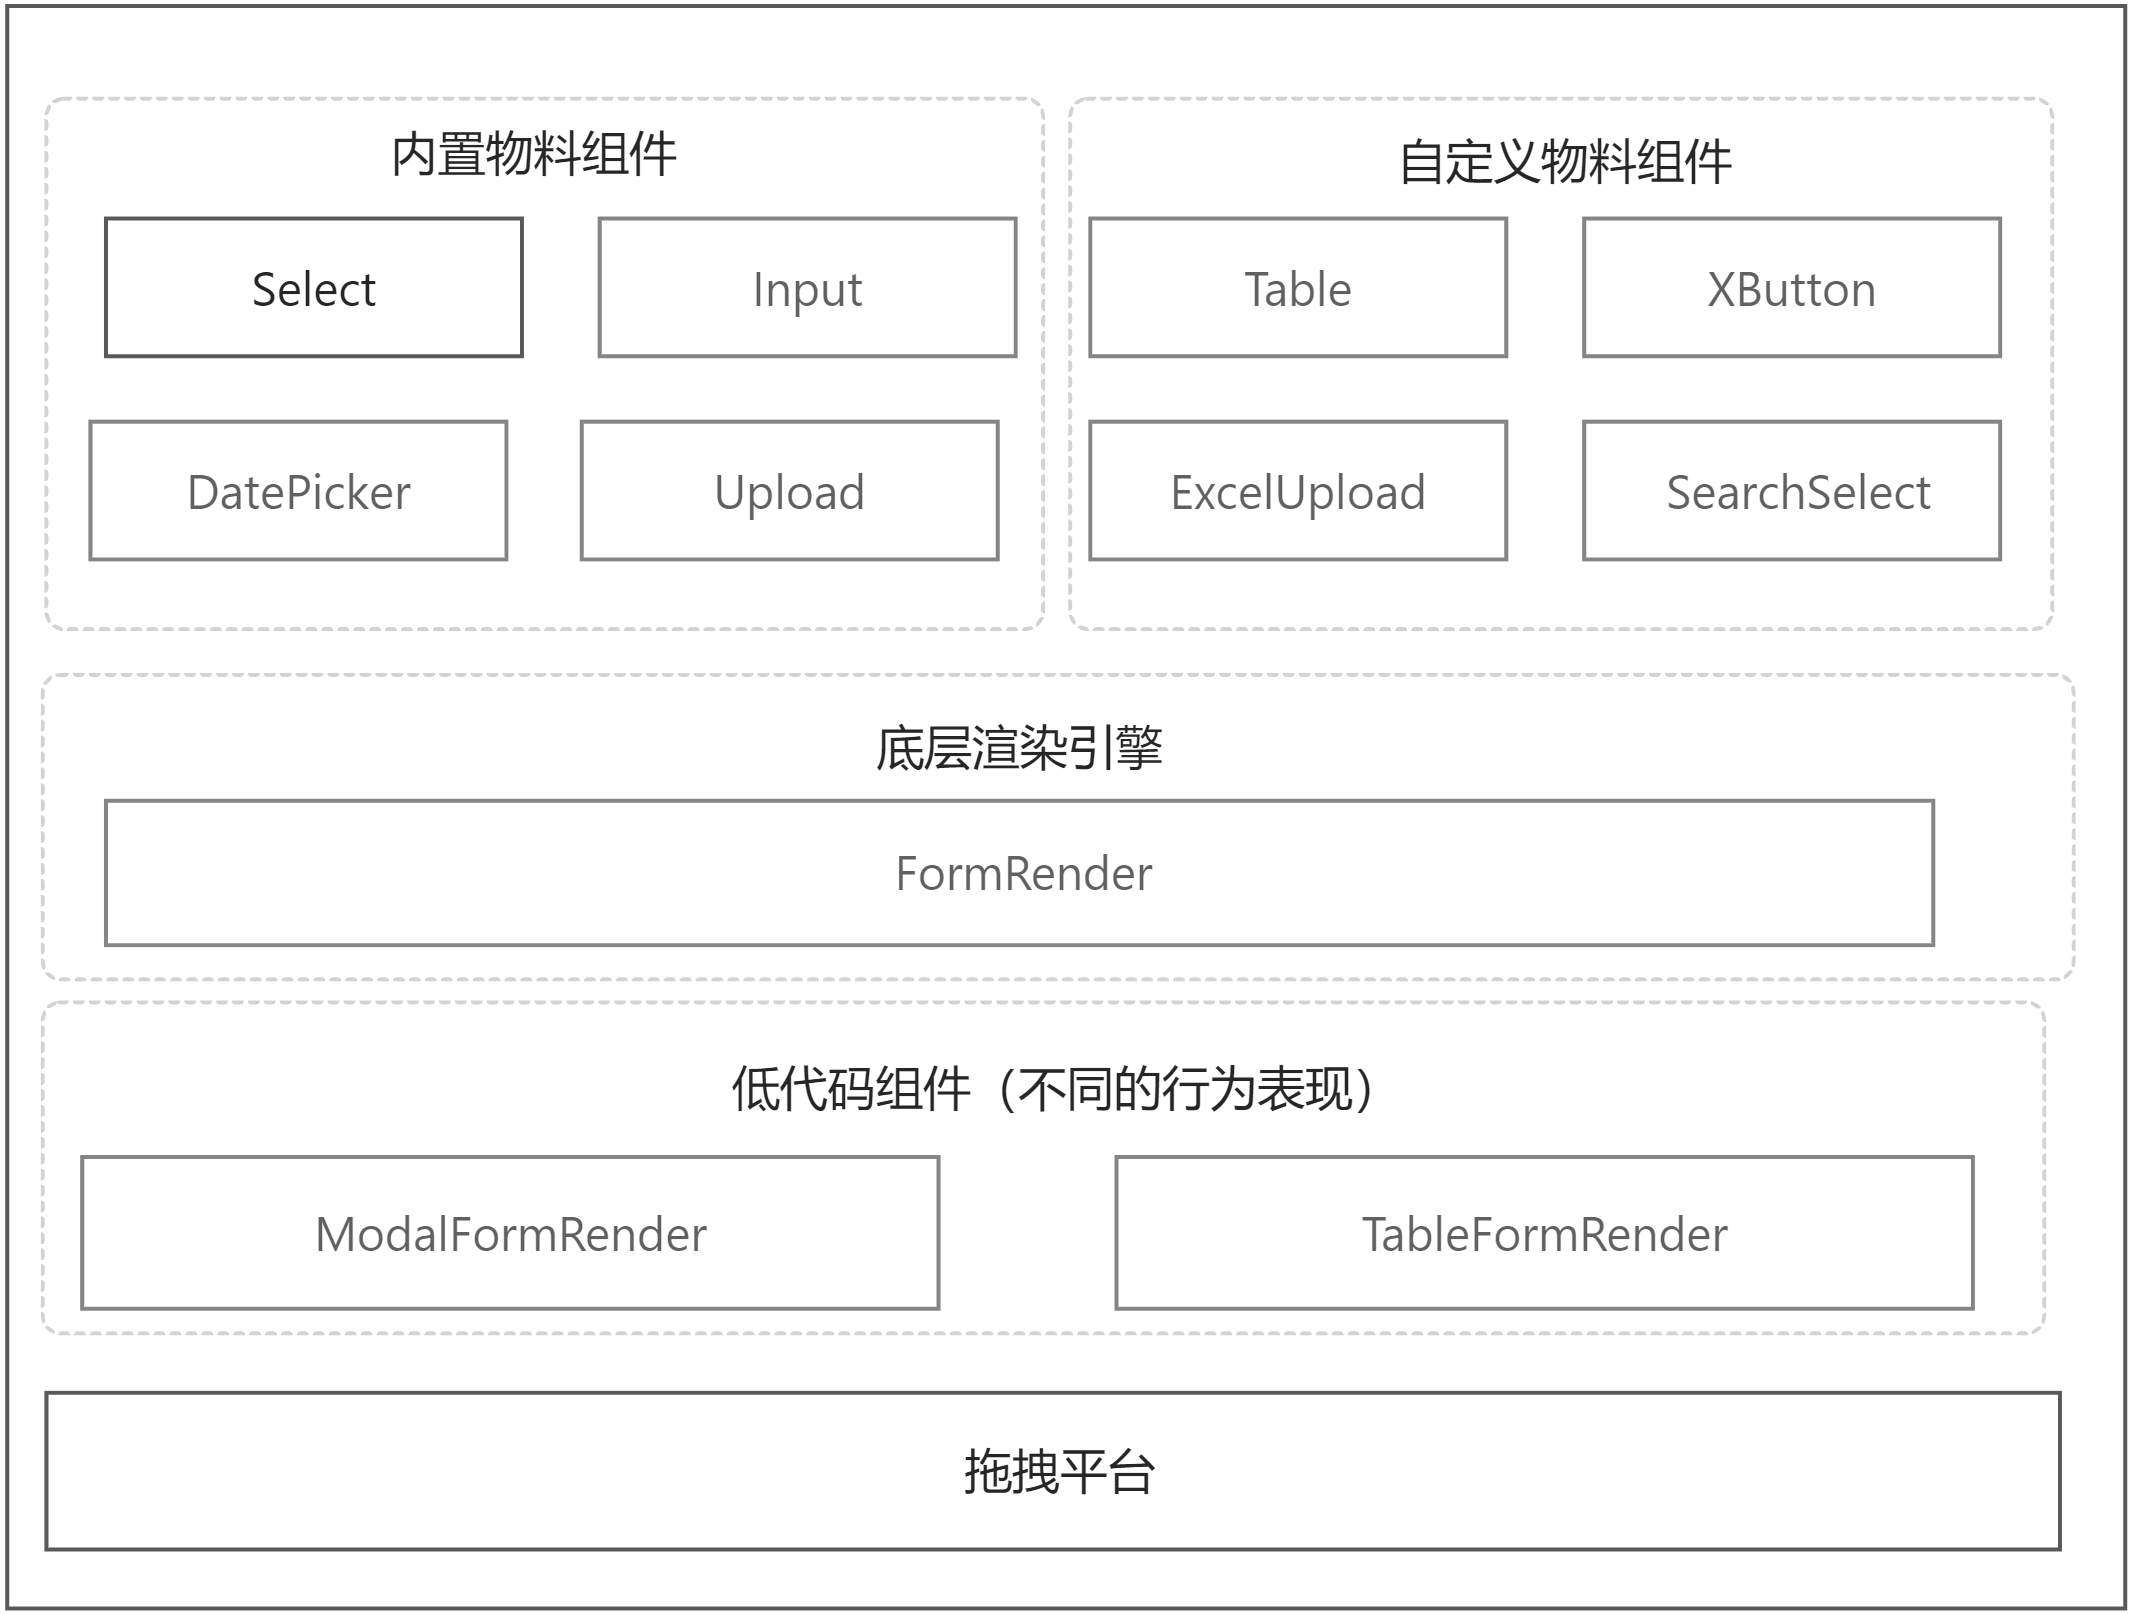 内置物料组件
自定义物料组件
Select
Input
Table
XButton
DatePicker
Upload
ExcelUpload
SearchSelect
底层渲染引擎
FormRender
低代码组件（不同的行为表现）
ModalFormRender
TableFormRender
拖拽平台